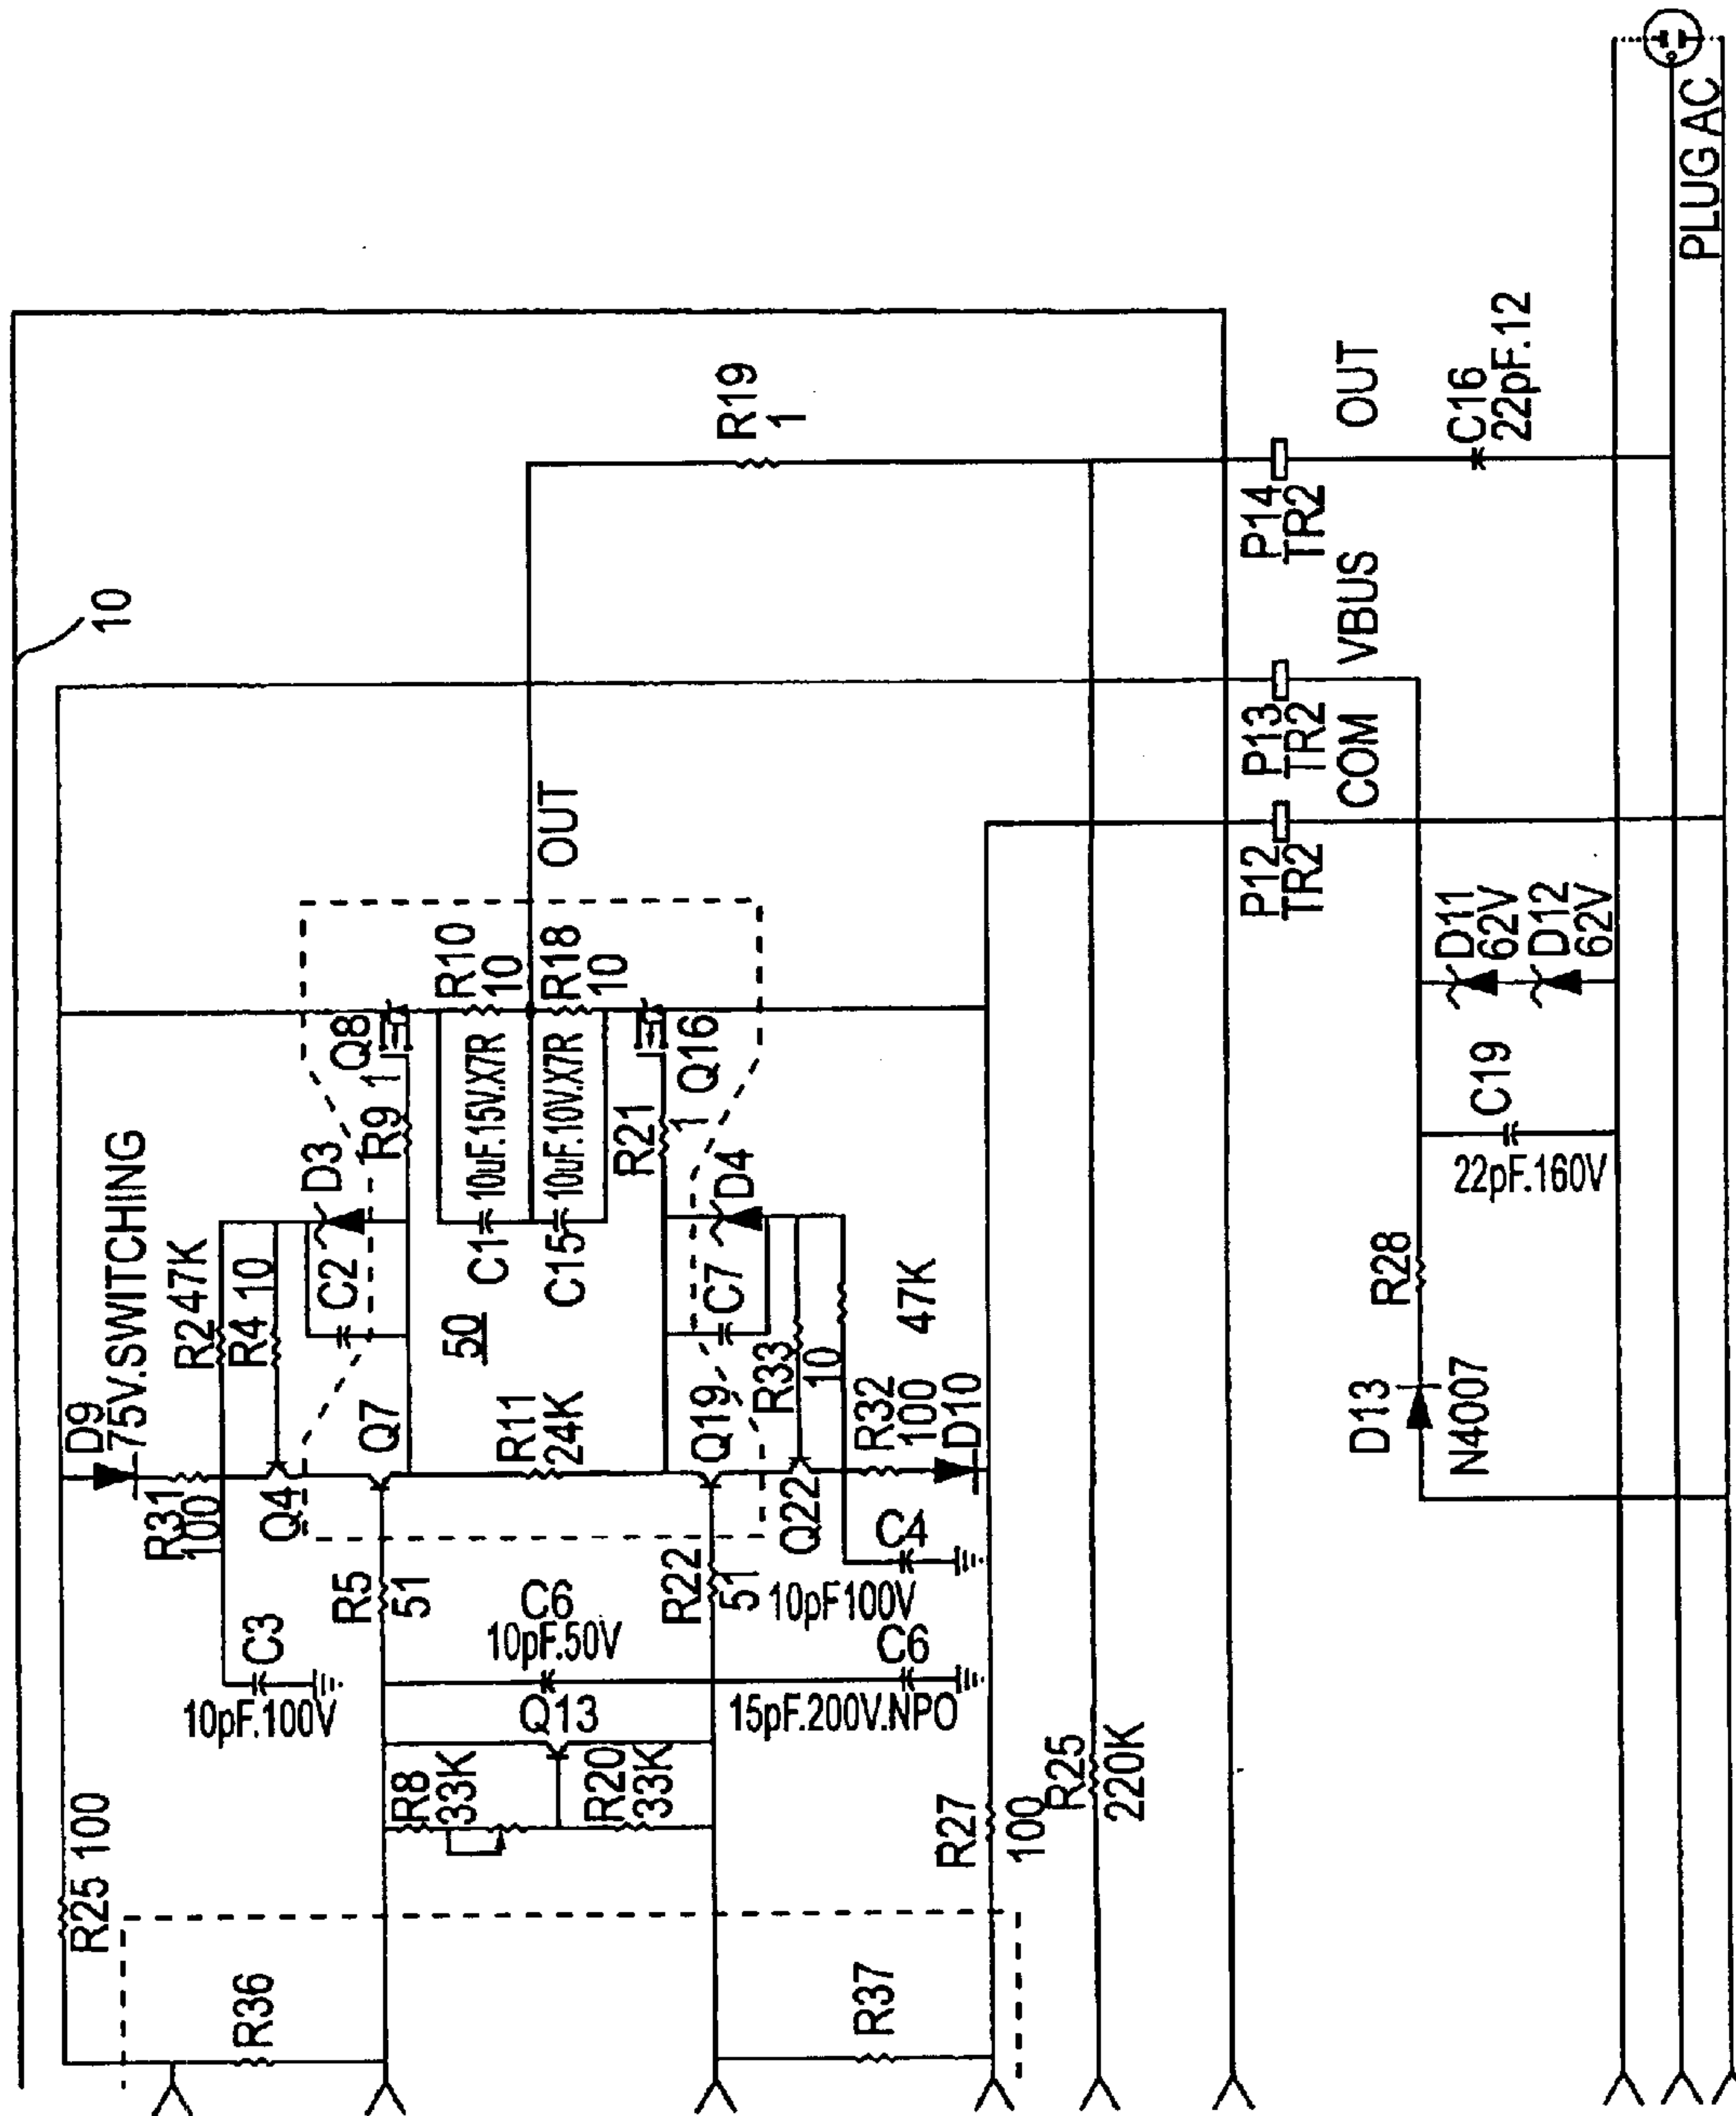 10
D9
75V.SWITCHING
R25 100
R31
100
R2 47K
R4 10
Q4
C3
10pF.100V
D3
C2
Q7
Q8
R9 1
R5
51
R10
10
C1
10uF.15V.X7R
50
OUT
R18
10
C15
10uF.10V.X7R
R11
24K
C6
10pF.50V
Q13
R8
33K
R20
33K
R36
R19
1
R21
1
Q16
D4
C7
Q19
R22
51
R33
10
47K
Q22
R32
100
D10
C4
10pF100V
C6
15pF.200V.NPO
R37
R27
100
R25
220K
P12
TR2
COM
P13
TR2
VBUS
P14
TR2
OUT
D13
N4007
R28
C19
22pF.160V
D11
62V
D12
62V
C16
22pF.12
PLUG AC